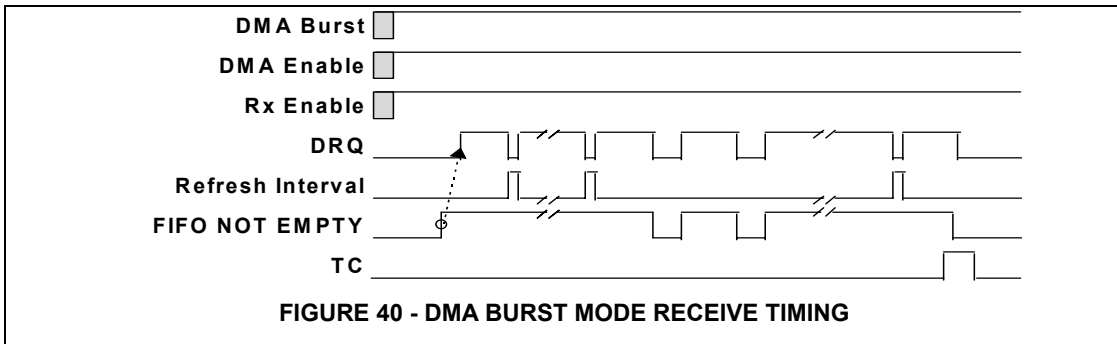 DMA Burst
DMA Enable
Rx Enable
DRQ
Refresh Interval
FIFO NOT EMPTY
TC
FIGURE 40 - DMA BURST MODE RECEIVE TIMING